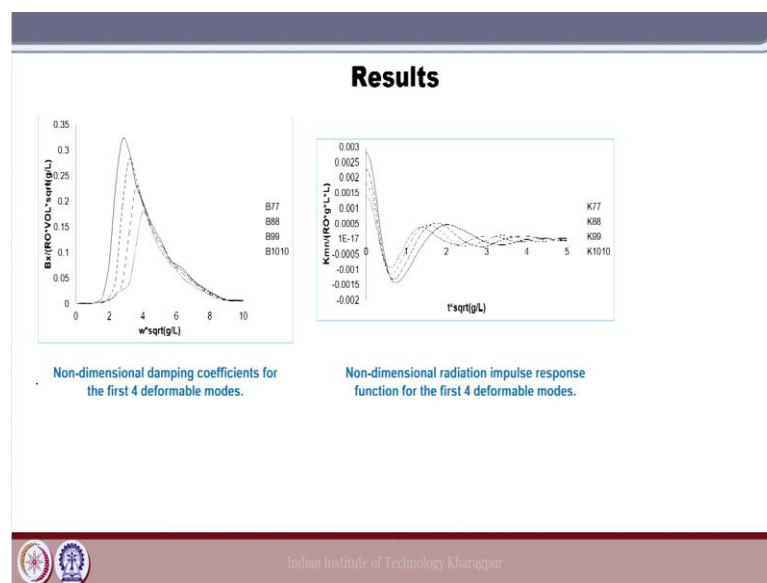 Results
0.35
0.3
0.25
0.2
0.15
0.1
0.05
0
Bx/(RO*VOL*sqrt(g/L)
0 2 4 6 8 10
w*sqrt(g/L)
B77
B88
B99
B1010
0.003
0.0025
0.002
0.0015
0.001
0.0005
1E-17
-0.0005
-0.001
-0.0015
-0.002
Kmn/(RO*g*L*L)
0 1 2 3 4 5
t*sqrt(g/L)
K77
K88
K99
K1010
Non-dimensional damping coefficients for
the first 4 deformable modes.
Non-dimensional radiation impulse response
function for the first 4 deformable modes.
Indian Institute of Technology Kharagpur